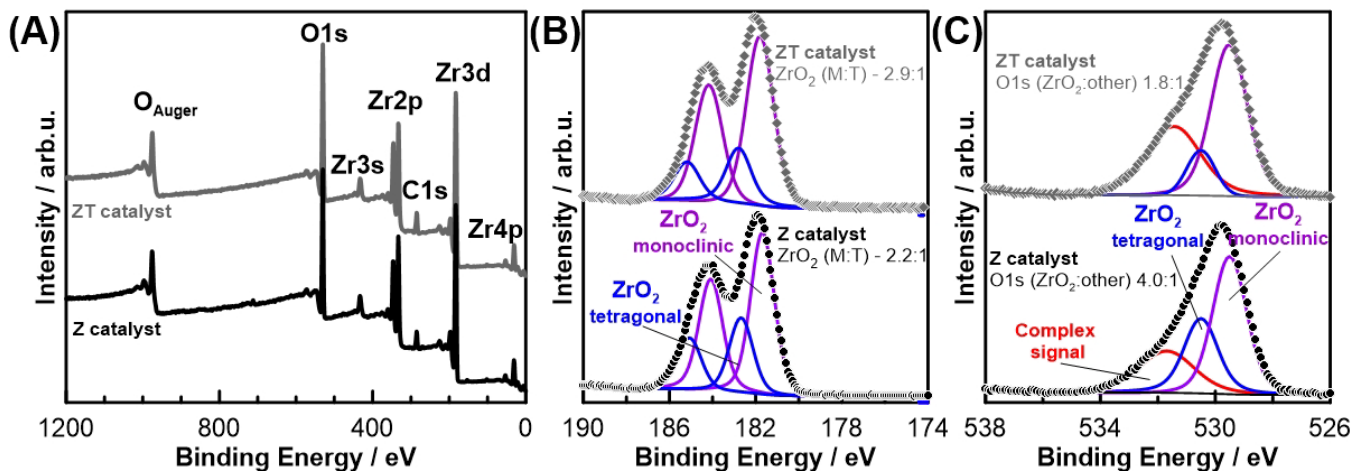 (A)
O1s
Zr3d
O Auger
Zr2p
Zr3s
C1s
ZT catalyst
Zr4p
Z catalyst
Intensity / arb.u.
1200
800
400
0
Binding Energy / eV
(B)
ZT catalyst
ZrO2 (M:T) - 2.9:1
ZrO2
monoclinic
Z catalyst
ZrO2 (M:T) - 2.2:1
ZrO2
tetragonal
Intensity / arb.u.
190
186
182
178
174
Binding Energy / eV
(C)
ZT catalyst
O1s (ZrO2:other) 1.8:1
ZrO2
tetragonal
ZrO2
monoclinic
Z catalyst
O1s (ZrO2:other) 4.0:1
Complex
signal
Intensity / arb.u.
538
534
530
526
Binding Energy / eV